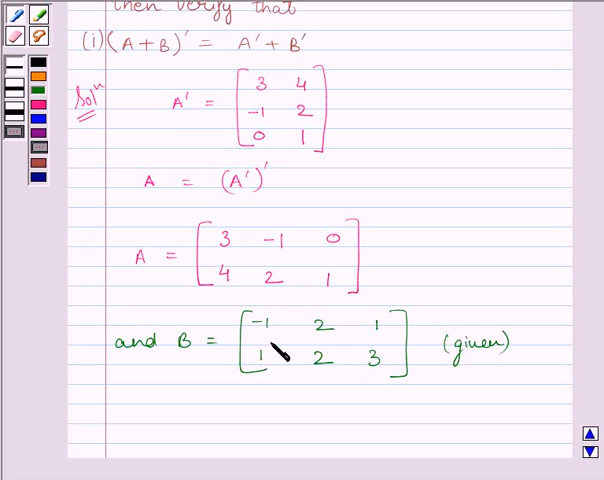 then verify that
(i) (A+B)' = A' + B'
Solⁿ
A' = [3 4
-1 2
0 1]
A = (A')'
A = [3 -1 0
4 2 1]
and B = [-1 2 1
1 2 3] (given)